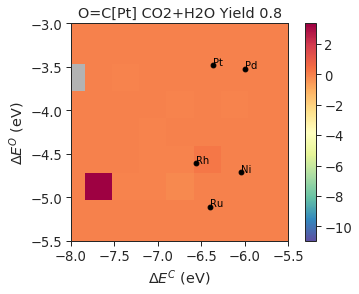 O=C[Pt] CO2+H2O Yield 0.8
−3.0
−3.5
−4.0
−4.5
−5.0
−5.5
ΔE^O (eV)
Pt
Pd
Rh
Ni
Ru
−8.0 −7.5 −7.0 −6.5 −6.0 −5.5
ΔE^C (eV)
2
0
−2
−4
−6
−8
−10